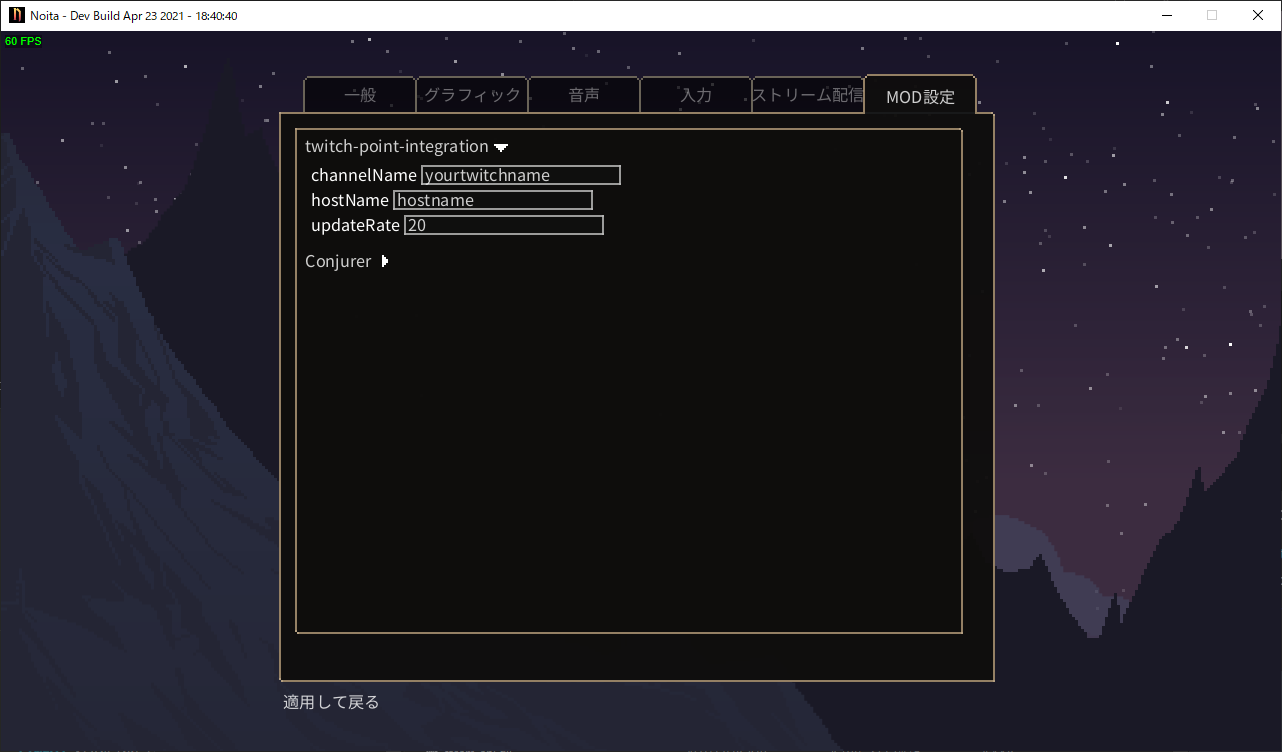 Noita - Dev Build Apr 23 2021 - 18:40:40
60 FPS
一般 グラフィック 音声 入力 ストリーム配信 MOD設定
twitch-point-integration
channelName yourtwitchname
hostName hostname
updateRate 20
Conjurer
適用して戻る